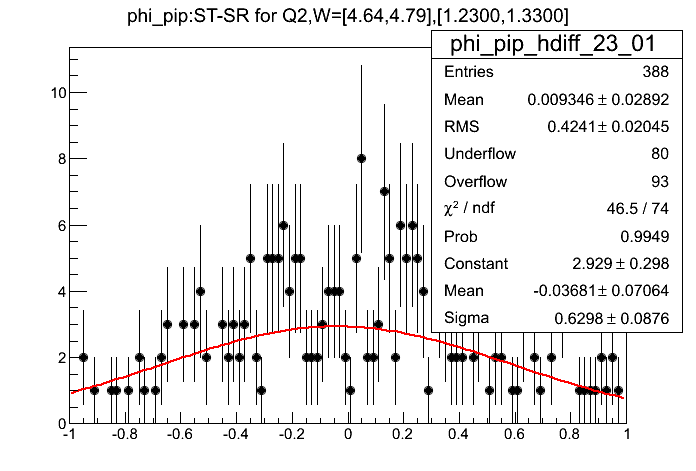 phi_pip:ST-SR for Q2,W=[4.64,4.79],[1.2300,1.3300]
phi_pip_hdiff_23_01
Entries 388
Mean 0.009346 ± 0.02892
RMS 0.4241 ± 0.02045
Underflow 80
Overflow 93
χ² / ndf 46.5 / 74
Prob 0.9949
Constant 2.929 ± 0.298
Mean -0.03681 ± 0.07064
Sigma 0.6298 ± 0.0876
10
8
6
4
2
0
-1 -0.8 -0.6 -0.4 -0.2 0 0.2 0.4 0.6 0.8 1